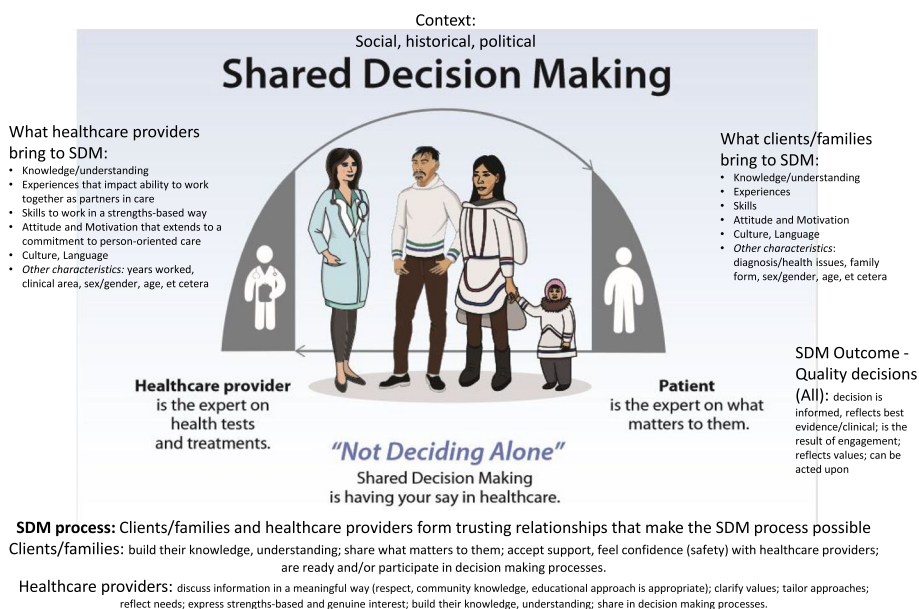 Context:
Social, historical, political
Shared Decision Making
What healthcare providers
bring to SDM:
• Knowledge/understanding
• Experiences that impact ability to work
together as partners in care
• Skills to work in a strengths-based way
• Attitude and Motivation that extends to a
commitment to person-oriented care
• Culture, Language
• Other characteristics: years worked,
clinical area, sex/gender, age, et cetera
What clients/families
bring to SDM:
• Knowledge/understanding
• Experiences
• Skills
• Attitude and Motivation
• Culture, Language
• Other characteristics:
diagnosis/health issues, family
form, sex/gender, age, et cetera
Healthcare provider
is the expert on
health tests
and treatments.
Patient
is the expert on what
matters to them.
SDM Outcome -
Quality decisions
(All): decision is
informed, reflects best
evidence/clinical; is the
result of engagement;
reflects values; can be
acted upon
"Not Deciding Alone"
Shared Decision Making
is having your say in healthcare.
SDM process: Clients/families and healthcare providers form trusting relationships that make the SDM process possible
Clients/families: build their knowledge, understanding; share what matters to them; accept support, feel confidence (safety) with healthcare providers;
are ready and/or participate in decision making processes.
Healthcare providers: discuss information in a meaningful way (respect, community knowledge, educational approach is appropriate); clarify values; tailor approaches;
reflect needs; express strengths-based and genuine interest; build their knowledge, understanding; share in decision making processes.